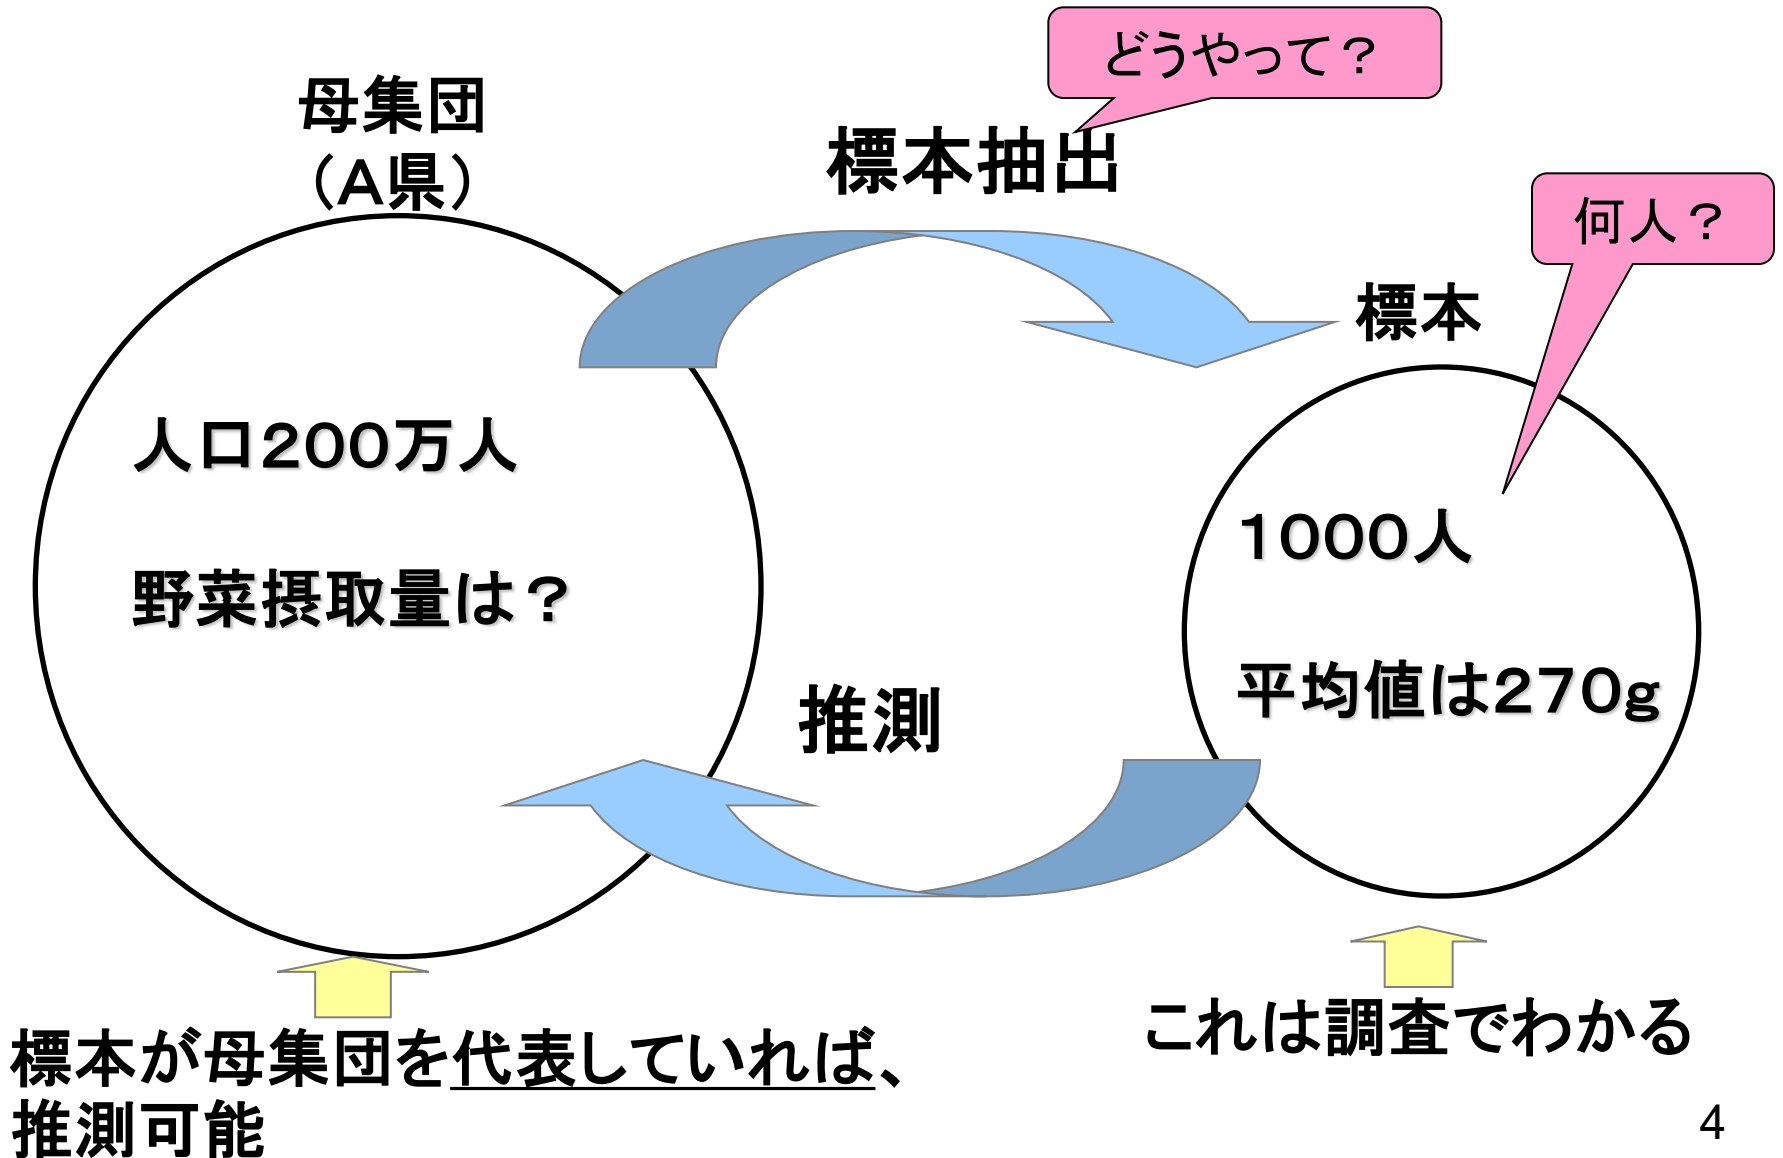 どうやって？
母集団
（Ａ県）
標本抽出
何人？
標本
人口２００万人
野菜摂取量は？
１０００人
平均値は２７０ｇ
推測
これは調査でわかる
標本が母集団を代表していれば、
推測可能
4